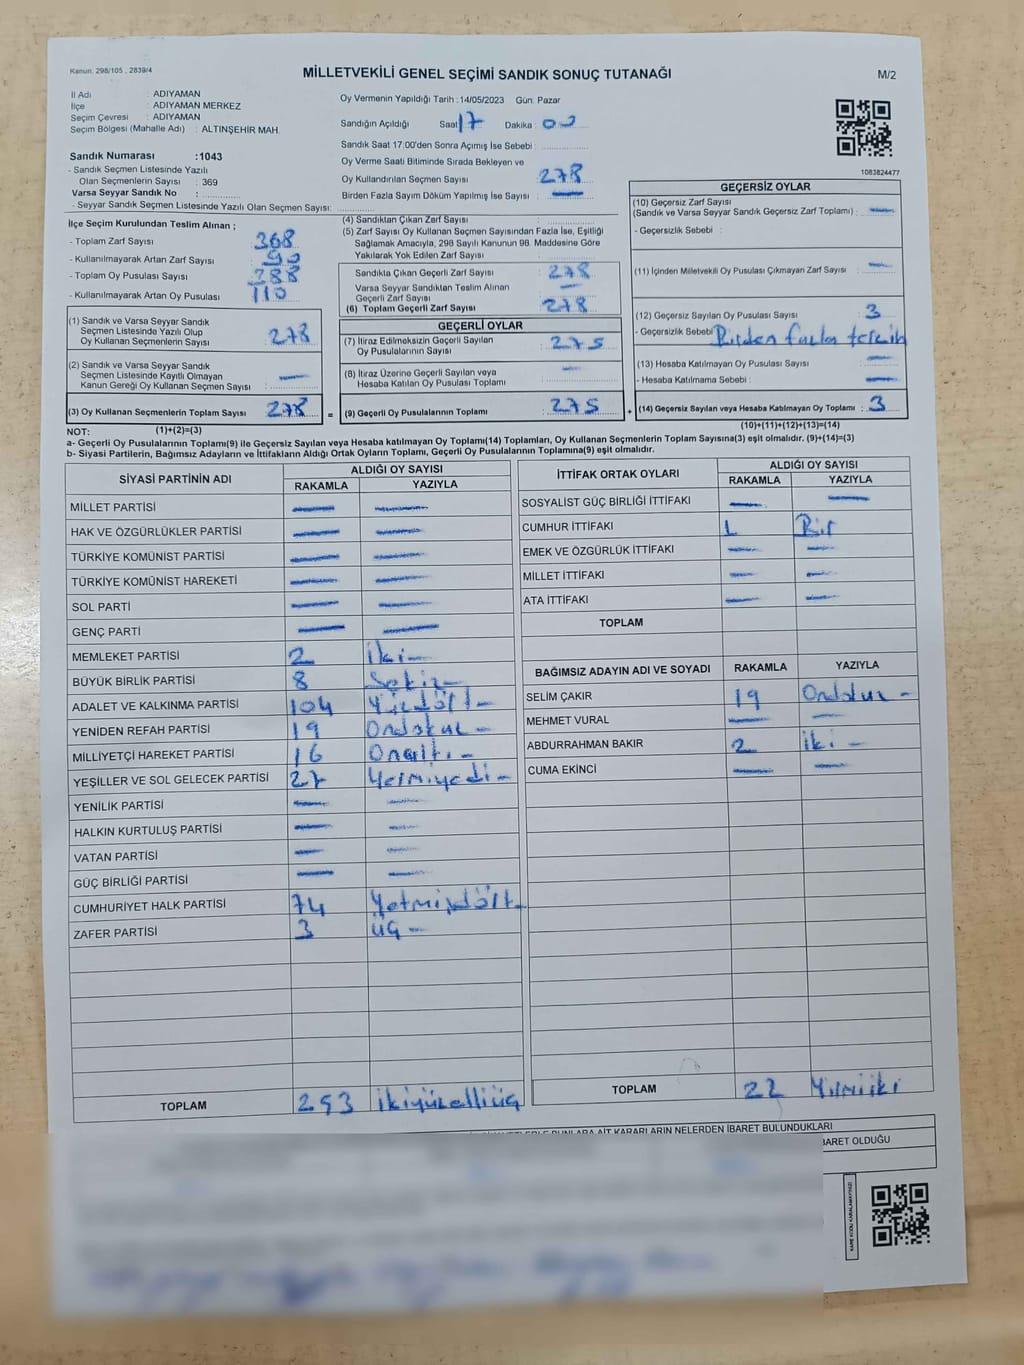 Kanun: 298/105 , 2839/4
MİLLETVEKİLİ GENEL SEÇİMİ SANDIK SONUÇ TUTANAĞI
M/2
İl Adı : ADIYAMAN
İlçe : ADIYAMAN MERKEZ
Seçim Çevresi : ADIYAMAN
Seçim Bölgesi (Mahalle Adı) : ALTINŞEHİR MAH.
Sandık Numarası :1043
- Sandık Seçmen Listesinde Yazılı
Olan Seçmenlerin Sayısı : 369
Varsa Seyyar Sandık No :
- Seyyar Sandık Seçmen Listesinde Yazılı Olan Seçmen Sayısı:
Oy Vermenin Yapıldığı Tarih :14/05/2023 Gün: Pazar
Sandığın Açıldığı Saat 17 Dakika : 00
Sandık Saat 17:00'den Sonra Açımış İse Sebebi :
Oy Verme Saati Bitiminde Sırada Bekleyen ve
Oy Kullandırılan Seçmen Sayısı : 278
Birden Fazla Sayım Döküm Yapılmış İse Sayısı : —
1083824477
İlçe Seçim Kurulundan Teslim Alınan ;
- Toplam Zarf Sayısı : 368
- Kullanılmayarak Artan Zarf Sayısı : 90
- Toplam Oy Pusulası Sayısı : 388
- Kullanılmayarak Artan Oy Pusulası : 110
(1) Sandık ve Varsa Seyyar Sandık
Seçmen Listesinde Yazılı Olup
Oy Kullanan Seçmenlerin Sayısı : 278
(2) Sandık ve Varsa Seyyar Sandık
Seçmen Listesinde Kayıtlı Olmayan
Kanun Gereği Oy Kullanan Seçmen Sayısı : —
(3) Oy Kullanan Seçmenlerin Toplam Sayısı : 278
(1)+(2)=(3)
(4) Sandıktan Çıkan Zarf Sayısı :
(5) Zarf Sayısı Oy Kullanan Seçmen Sayısından Fazla İse, Eşitliği
Sağlamak Amacıyla, 298 Sayılı Kanunun 98. Maddesine Göre
Yakılarak Yok Edilen Zarf Sayısı :
Sandıkta Çıkan Geçerli Zarf Sayısı : 278
Varsa Seyyar Sandıktan Teslim Alınan
Geçerli Zarf Sayısı : —
(6) Toplam Geçerli Zarf Sayısı : 278
GEÇERLİ OYLAR
(7) İtiraz Edilmeksizin Geçerli Sayılan
Oy Pusulalarının Sayısı : 275
(8) İtiraz Üzerine Geçerli Sayılan veya
Hesaba Katılan Oy Pusulası Toplamı : —
= (9) Geçerli Oy Pusulalarının Toplamı : 275
GEÇERSİZ OYLAR
(10) Geçersiz Zarf Sayısı
(Sandık ve Varsa Seyyar Sandık Geçersiz Zarf Toplamı) : —
- Geçersizlik Sebebi :
(11) İçinden Milletvekili Oy Pusulası Çıkmayan Zarf Sayısı : —
(12) Geçersiz Sayılan Oy Pusulası Sayısı : 3
- Geçersizlik Sebebi : Birden fazla tercih
(13) Hesaba Katılmayan Oy Pusulası Sayısı : —
- Hesaba Katılmama Sebebi : —
+ (14) Geçersiz Sayılan veya Hesaba Katılmayan Oy Toplamı : 3
(10)+(11)+(12)+(13)=(14)
NOT:
a- Geçerli Oy Pusulalarının Toplamı(9) ile Geçersiz Sayılan veya Hesaba katılmayan Oy Toplamı(14) Toplamları, Oy Kullanan Seçmenlerin Toplam Sayısına(3) eşit olmalıdır. (9)+(14)=(3)
b- Siyasi Partilerin, Bağımsız Adayların ve İttifakların Aldığı Ortak Oyların Toplamı, Geçerli Oy Pusulalarının Toplamına(9) eşit olmalıdır.
SİYASİ PARTİNİN ADI ALDIĞI OY SAYISI
RAKAMLA YAZIYLA
MİLLET PARTİSİ — —
HAK VE ÖZGÜRLÜKLER PARTİSİ — —
TÜRKİYE KOMÜNİST PARTİSİ — —
TÜRKİYE KOMÜNİST HAREKETİ — —
SOL PARTİ — —
GENÇ PARTİ — —
MEMLEKET PARTİSİ 2 iki —
BÜYÜK BİRLİK PARTİSİ 8 Sekiz —
ADALET VE KALKINMA PARTİSİ 104 Yüzdört —
YENİDEN REFAH PARTİSİ 19 Ondokuz —
MİLLİYETÇİ HAREKET PARTİSİ 16 Onaltı —
YEŞİLLER VE SOL GELECEK PARTİSİ 27 Yirmiyedi —
YENİLİK PARTİSİ — —
HALKIN KURTULUŞ PARTİSİ — —
VATAN PARTİSİ — —
GÜÇ BİRLİĞİ PARTİSİ — —
CUMHURİYET HALK PARTİSİ 74 Yetmişdört —
ZAFER PARTİSİ 3 üç —
TOPLAM 253 ikiyüzelliüç
İTTİFAK ORTAK OYLARI ALDIĞI OY SAYISI
RAKAMLA YAZIYLA
SOSYALİST GÜÇ BİRLİĞİ İTTİFAKI — —
CUMHUR İTTİFAKI 1 Bir
EMEK VE ÖZGÜRLÜK İTTİFAKI — —
MİLLET İTTİFAKI — —
ATA İTTİFAKI — —
TOPLAM
BAĞIMSIZ ADAYIN ADI VE SOYADI RAKAMLA YAZIYLA
SELİM ÇAKIR 19 Ondokuz —
MEHMET VURAL — —
ABDURRAHMAN BAKIR 2 iki —
CUMA EKİNCİ — —
TOPLAM 22 Yirmiiki
BUNLARA AİT KARARLARIN NELERDEN İBARET BULUNDUKLARI
İBARET OLDUĞU